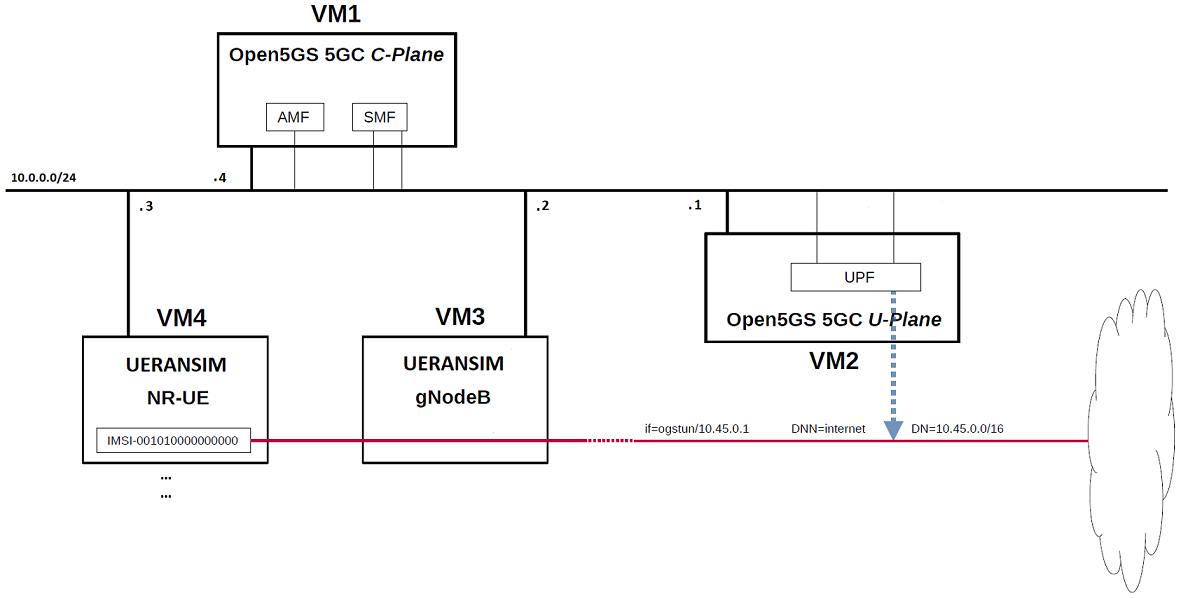 VM1
Open5GS 5GC C-Plane
AMF
SMF
10.0.0.0/24
.4
.3
.2
.1
UPF
Open5GS 5GC U-Plane
VM2
VM4
VM3
UERANSIM
NR-UE
UERANSIM
gNodeB
IMSI-001010000000000
if=ogstun/10.45.0.1
DNN=internet
DN=10.45.0.0/16
...
...